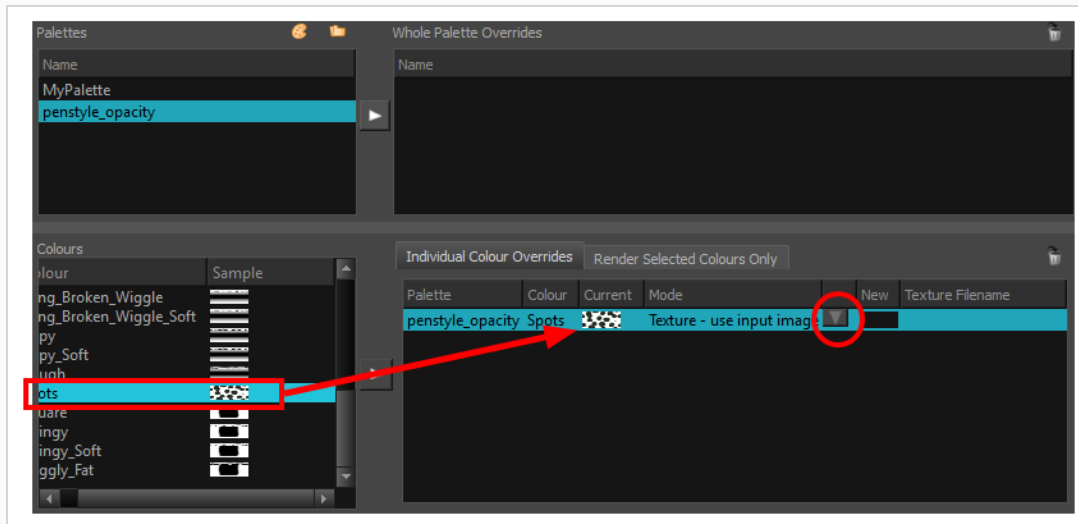 Palettes
Whole Palette Overrides
Name
Name
MyPalette
penstyle_opacity
Colours
Individual Colour Overrides
Render Selected Colours Only
lour
Sample
Palette
Colour
Current
Mode
New
Texture Filename
ng_Broken_Wiggle
ng_Broken_Wiggle_Soft
py
py_Soft
ugh
ots
uare
ingy
ingy_Soft
ggly_Fat
penstyle_opacity
Spots
Texture - use input imag